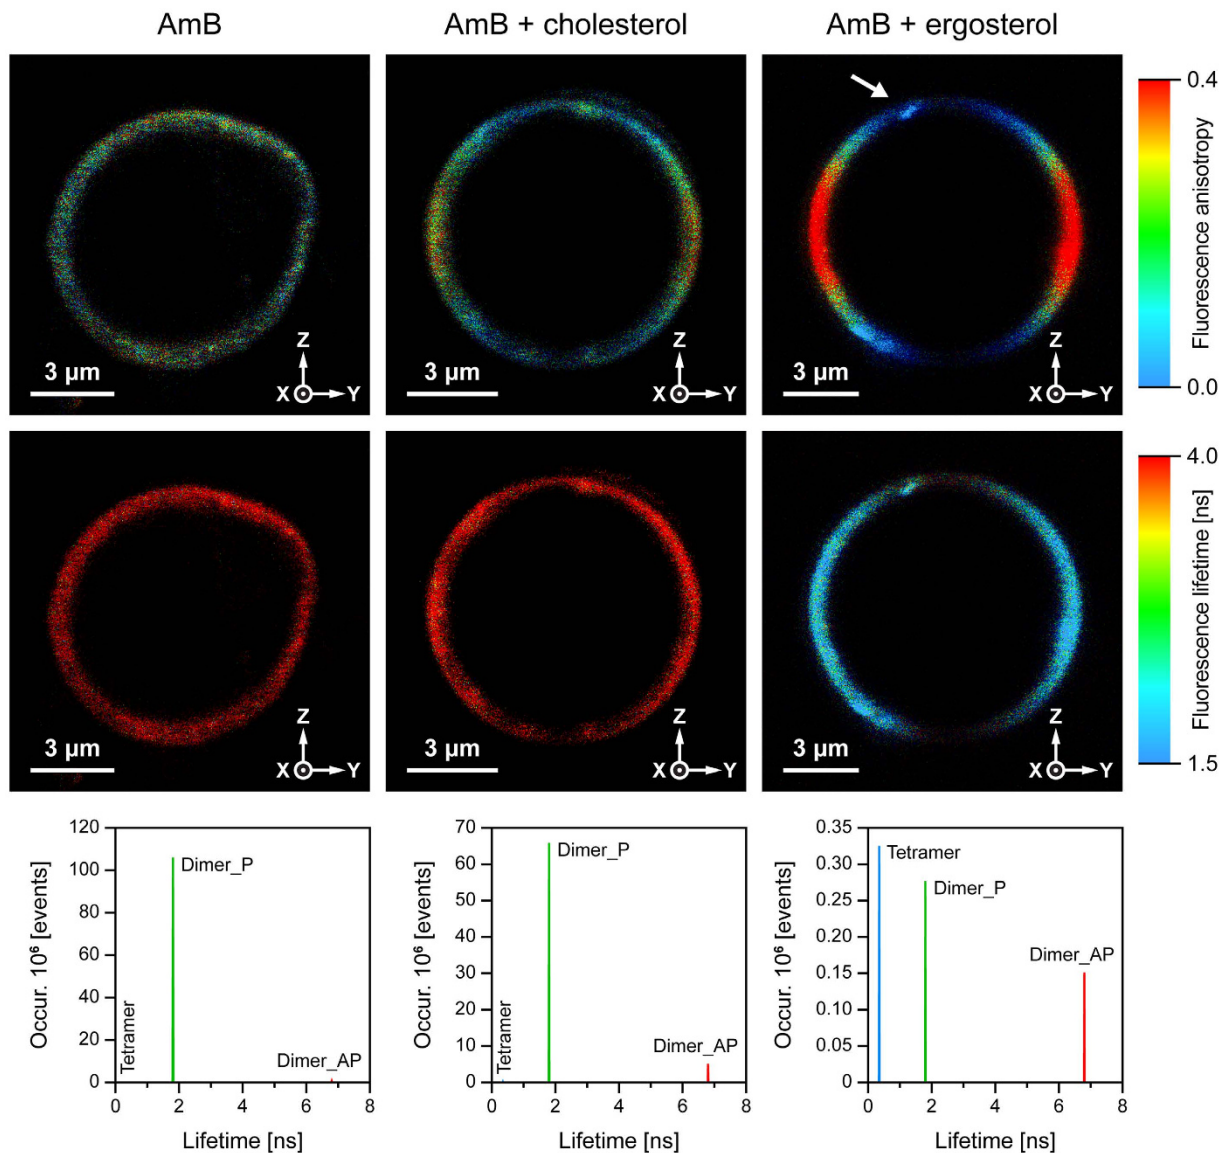 AmB
AmB + cholesterol
AmB + ergosterol
3 µm
Z
X
Y
3 µm
Z
X
Y
3 µm
Z
X
Y
0.4
Fluorescence anisotropy
0.0
3 µm
Z
X
Y
3 µm
Z
X
Y
3 µm
Z
X
Y
4.0
Fluorescence lifetime [ns]
1.5
Occur. 10⁶ [events]
120
100
80
60
40
20
0
Dimer_P
Tetramer
Dimer_AP
0 2 4 6 8
Lifetime [ns]
Occur. 10⁶ [events]
70
60
50
40
30
20
10
0
Dimer_P
Tetramer
Dimer_AP
0 2 4 6 8
Lifetime [ns]
Occur. 10⁶ [events]
0.35
0.30
0.25
0.20
0.15
0.10
0.05
0
Tetramer
Dimer_P
Dimer_AP
0 2 4 6 8
Lifetime [ns]